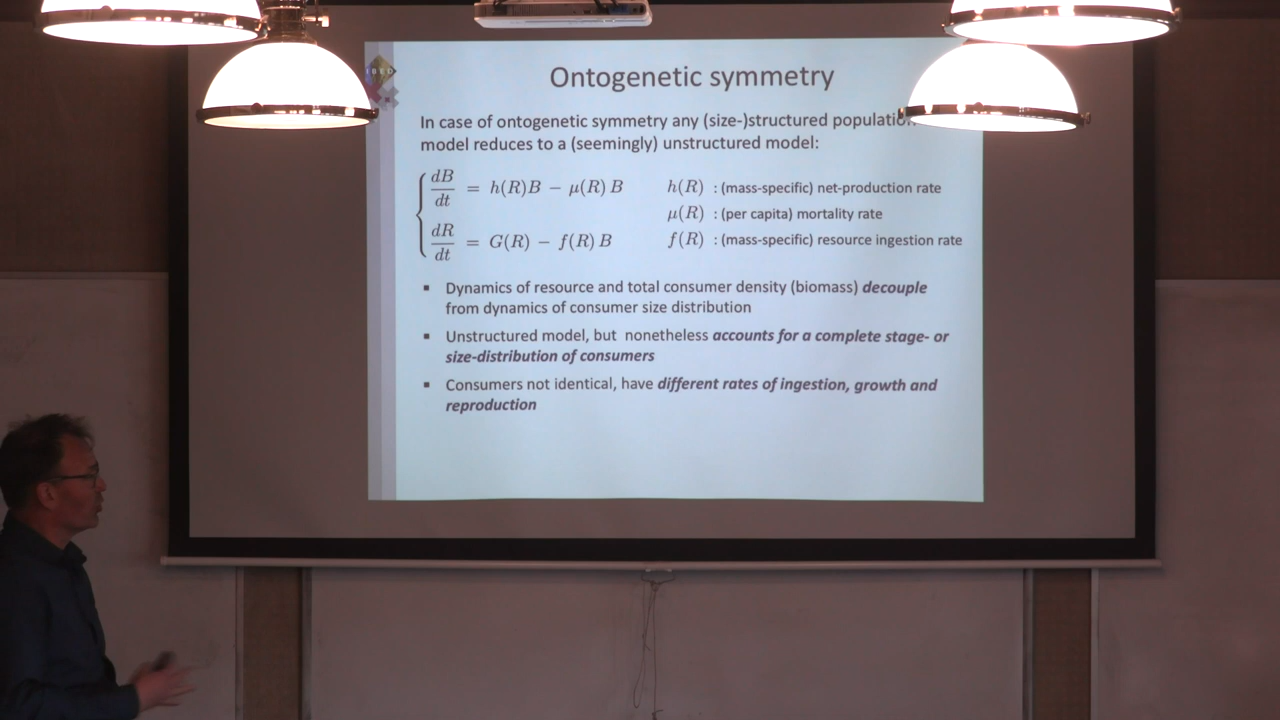 IBED
Ontogenetic symmetry
In case of ontogenetic symmetry any (size-)structured
model reduces to a (seemingly) unstructured model:
dB/dt = h(R)B − μ(R) B h(R) : (mass-specific) net-production rate
μ(R) : (per capita) mortality rate
dR/dt = G(R) − f(R) B f(R) : (mass-specific) resource ingestion rate
▪ Dynamics of resource and total consumer density (biomass) decouple
from dynamics of consumer size distribution
▪ Unstructured model, but nonetheless accounts for a complete stage- or
size-distribution of consumers
▪ Consumers not identical, have different rates of ingestion, growth and
reproduction